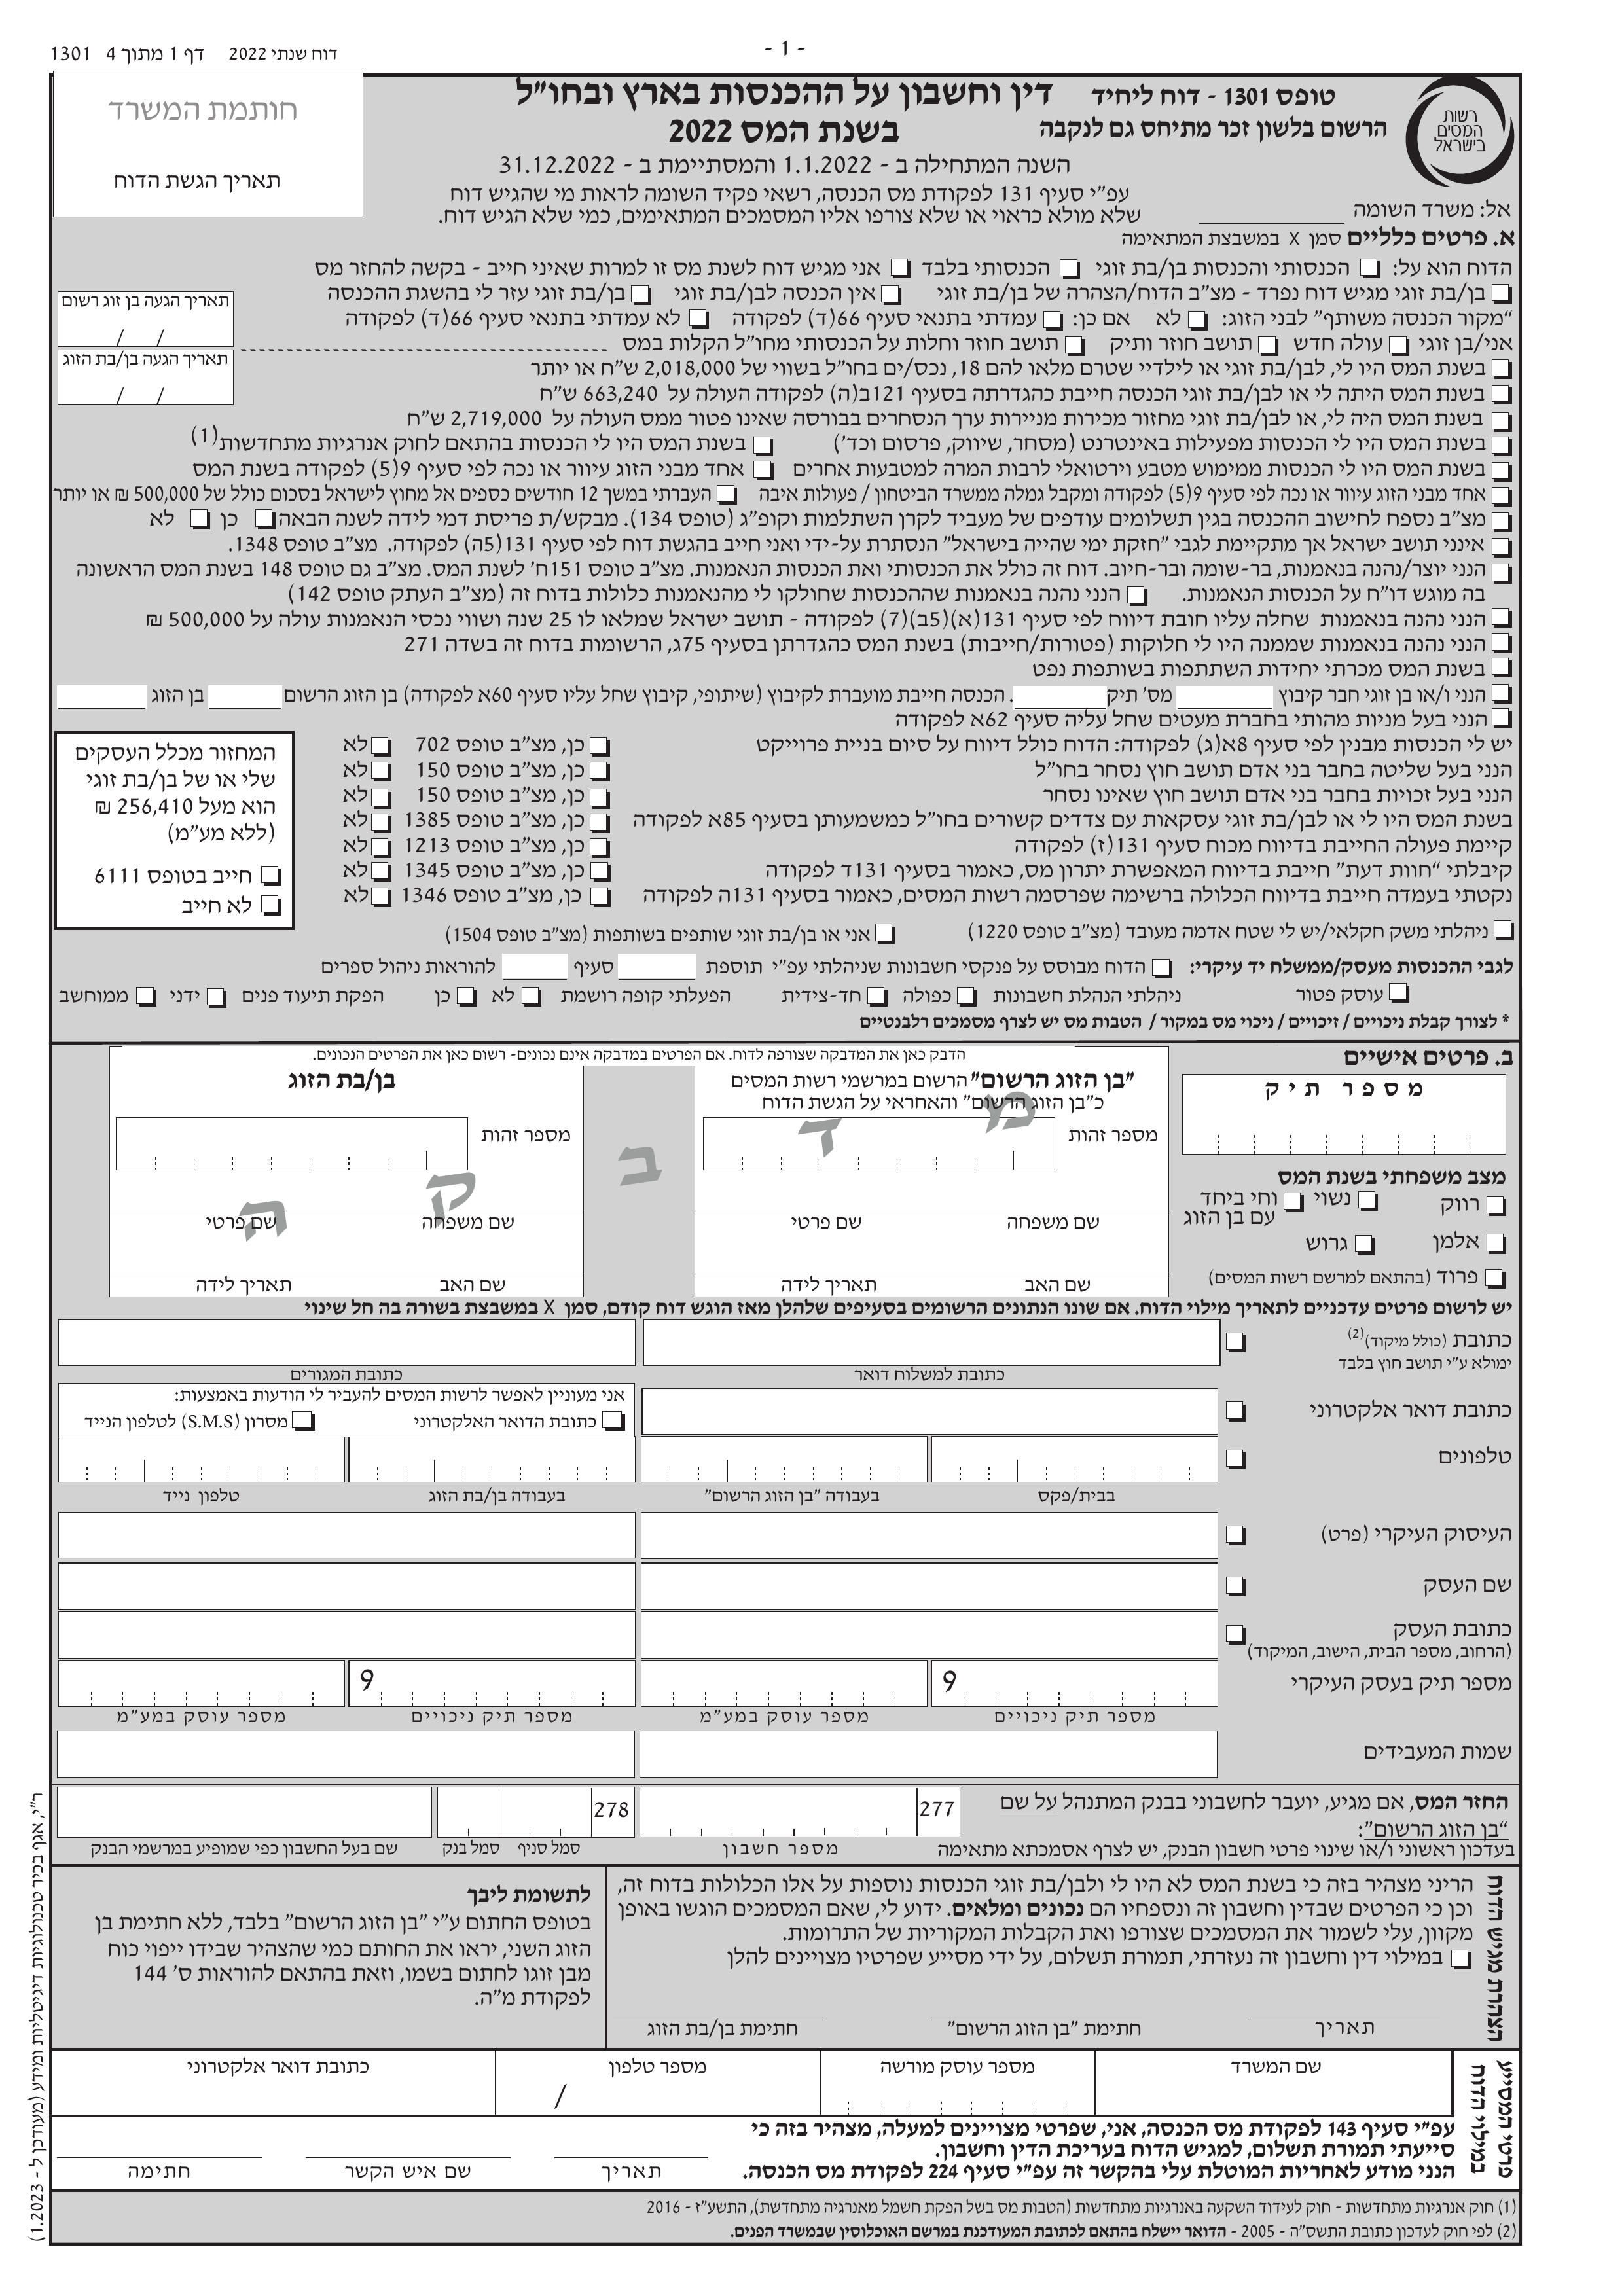 - 1 -
דוח שנתי 2022 דף 1 מתוך 4 1301
רשות המסים בישראל
טופס 1301 - דוח ליחיד
הרשום בלשון זכר מתיחס גם לנקבה
דין וחשבון על ההכנסות בארץ ובחו"ל
בשנת המס 2022
השנה המתחילה ב - 1.1.2022 והמסתיימת ב - 31.12.2022
עפ"י סעיף 131 לפקודת מס הכנסה, רשאי פקיד השומה לראות מי שהגיש דוח
שלא מולא כראוי או שלא צורפו אליו המסמכים המתאימים, כמי שלא הגיש דוח.
חותמת המשרד
תאריך הגשת הדוח
אל: משרד השומה
א. פרטים כלליים סמן X במשבצת המתאימה
הדוח הוא על: הכנסותי והכנסות בן/בת זוגי הכנסותי בלבד אני מגיש דוח לשנת מס זו למרות שאיני חייב - בקשה להחזר מס
בן/בת זוגי מגיש דוח נפרד - מצ"ב הדוח/הצהרה של בן/בת זוגי אין הכנסה לבן/בת זוגי בן/בת זוגי עזר לי בהשגת ההכנסה
"מקור הכנסה משותף" לבני הזוג: לא אם כן: עמדתי בתנאי סעיף 66(ד) לפקודה לא עמדתי בתנאי סעיף 66(ד) לפקודה
אני/בן זוגי עולה חדש תושב חוזר ותיק תושב חוזר וחלות על הכנסותי מחו"ל הקלות במס
תאריך הגעה בן זוג רשום
/ /
תאריך הגעה בן/בת הזוג
/ /
בשנת המס היו לי, לבן/בת זוגי או לילדיי שטרם מלאו להם 18, נכס/ים בחו"ל בשווי של 2,018,000 ש"ח או יותר
בשנת המס היתה לי או לבן/בת זוגי הכנסה חייבת כהגדרתה בסעיף 121ב(ה) לפקודה העולה על 663,240 ש"ח
בשנת המס היה לי, או לבן/בת זוגי מחזור מכירות מניירות ערך הנסחרים בבורסה שאינו פטור ממס העולה על 2,719,000 ש"ח
בשנת המס היו לי הכנסות מפעילות באינטרנט (מסחר, שיווק, פרסום וכד') בשנת המס היו לי הכנסות בהתאם לחוק אנרגיות מתחדשות(1)
בשנת המס היו לי הכנסות ממימוש מטבע וירטואלי לרבות המרה למטבעות אחרים אחד מבני הזוג עיוור או נכה לפי סעיף 9(5) לפקודה בשנת המס
אחד מבני הזוג עיוור או נכה לפי סעיף 9(5) לפקודה ומקבל גמלה ממשרד הביטחון / פעולות איבה העברתי במשך 12 חודשים כספים אל מחוץ לישראל בסכום כולל של 500,000 ₪ או יותר
מצ"ב נספח לחישוב ההכנסה בגין תשלומים עודפים של מעביד לקרן השתלמות וקופ"ג (טופס 134). מבקש/ת פריסת דמי לידה לשנה הבאה כן לא
אינני תושב ישראל אך מתקיימת לגבי "חזקת ימי שהייה בישראל" הנסתרת על-ידי ואני חייב בהגשת דוח לפי סעיף 131(5ה) לפקודה. מצ"ב טופס 1348.
הנני יוצר/נהנה בנאמנות, בר-שומה ובר-חיוב. דוח זה כולל את הכנסותי ואת הכנסות הנאמנות. מצ"ב טופס 151ח' לשנת המס. מצ"ב גם טופס 148 בשנת המס הראשונה
בה מוגש דו"ח על הכנסות הנאמנות. הנני נהנה בנאמנות שההכנסות שחולקו לי מהנאמנות כלולות בדוח זה (מצ"ב העתק טופס 142)
הנני נהנה בנאמנות שחלה עליו חובת דיווח לפי סעיף 131(א)(5ב)(7) לפקודה - תושב ישראל שמלאו לו 25 שנה ושווי נכסי הנאמנות עולה על 500,000 ₪
הנני נהנה בנאמנות שממנה היו לי חלוקות (פטורות/חייבות) בשנת המס כהגדרתן בסעיף 75ג, הרשומות בדוח זה בשדה 271
בשנת המס מכרתי יחידות השתתפות בשותפות נפט
הנני ו/או בן זוגי חבר קיבוץ מס' תיק . הכנסה חייבת מועברת לקיבוץ (שיתופי, קיבוץ שחל עליו סעיף 60א לפקודה) בן הזוג הרשום בן הזוג
הנני בעל מניות מהותי בחברת מעטים שחל עליה סעיף 62א לפקודה
יש לי הכנסות מבנין לפי סעיף 8א(ג) לפקודה: הדוח כולל דיווח על סיום בניית פרוייקט כן, מצ"ב טופס 702 לא
הנני בעל שליטה בחבר בני אדם תושב חוץ נסחר בחו"ל כן, מצ"ב טופס 150 לא
הנני בעל זכויות בחבר בני אדם תושב חוץ שאינו נסחר כן, מצ"ב טופס 150 לא
בשנת המס היו לי או לבן/בת זוגי עסקאות עם צדדים קשורים בחו"ל כמשמעותן בסעיף 85א לפקודה כן, מצ"ב טופס 1385 לא
קיימת פעולה החייבת בדיווח מכוח סעיף 131(ז) לפקודה כן, מצ"ב טופס 1213 לא
קיבלתי "חוות דעת" חייבת בדיווח המאפשרת יתרון מס, כאמור בסעיף 131ד לפקודה כן, מצ"ב טופס 1345 לא
נקטתי בעמדה חייבת בדיווח הכלולה ברשימה שפרסמה רשות המסים, כאמור בסעיף 131ה לפקודה כן, מצ"ב טופס 1346 לא
המחזור מכלל העסקים
שלי או של בן/בת זוגי
הוא מעל 256,410 ₪
(ללא מע"מ)
חייב בטופס 6111
לא חייב
ניהלתי משק חקלאי/יש לי שטח אדמה מעובד (מצ"ב טופס 1220) אני או בן/בת זוגי שותפים בשותפות (מצ"ב טופס 1504)
לגבי ההכנסות מעסק/ממשלח יד עיקרי: הדוח מבוסס על פנקסי חשבונות שניהלתי עפ"י תוספת סעיף להוראות ניהול ספרים
עוסק פטור ניהלתי הנהלת חשבונות כפולה חד-צידית הפעלתי קופה רושמת לא כן הפקת תיעוד פנים ידני ממוחשב
* לצורך קבלת ניכויים / זיכויים / ניכוי מס במקור / הטבות מס יש לצרף מסמכים רלבנטיים
ב. פרטים אישיים
הדבק כאן את המדבקה שצורפה לדוח. אם הפרטים במדבקה אינם נכונים- רשום כאן את הפרטים הנכונים.
מספר תיק
"בן הזוג הרשום" הרשום במרשמי רשות המסים
כ"בן הזוג הרשום" והאחראי על הגשת הדוח
בן/בת הזוג
מספר זהות מספר זהות
מ ד ב ק ה
שם משפחה שם פרטי שם משפחה שם פרטי
שם האב תאריך לידה שם האב תאריך לידה
מצב משפחתי בשנת המס
רווק נשוי וחי ביחד
עם בן הזוג
אלמן גרוש
פרוד (בהתאם למרשם רשות המסים)
יש לרשום פרטים עדכניים לתאריך מילוי הדוח. אם שונו הנתונים הרשומים בסעיפים שלהלן מאז הוגש דוח קודם, סמן X במשבצת בשורה בה חל שינוי
כתובת (כולל מיקוד)(2)
ימולא ע"י תושב חוץ בלבד
כתובת למשלוח דואר כתובת המגורים
כתובת דואר אלקטרוני
אני מעוניין לאפשר לרשות המסים להעביר לי הודעות באמצעות:
כתובת הדואר האלקטרוני מסרון (S.M.S) לטלפון הנייד
טלפונים
בבית/פקס בעבודה "בן הזוג הרשום" בעבודה בן/בת הזוג טלפון נייד
העיסוק העיקרי (פרט)
שם העסק
כתובת העסק
(הרחוב, מספר הבית, הישוב, המיקוד)
מספר תיק בעסק העיקרי 9 9
מספר תיק ניכויים מספר עוסק במע"מ מספר תיק ניכויים מספר עוסק במע"מ
שמות המעבידים
החזר המס, אם מגיע, יועבר לחשבוני בבנק המתנהל על שם
"בן הזוג הרשום":
277 278
בעדכון ראשוני ו/או שינוי פרטי חשבון הבנק, יש לצרף אסמכתא מתאימה
מספר חשבון סמל סניף סמל בנק שם בעל החשבון כפי שמופיע במרשמי הבנק
הצהרת מגיש הדוח
הריני מצהיר בזה כי בשנת המס לא היו לי ולבן/בת זוגי הכנסות נוספות על אלו הכלולות בדוח זה,
וכן כי הפרטים שבדין וחשבון זה ונספחיו הם נכונים ומלאים. ידוע לי, שאם המסמכים הוגשו באופן
מקוון, עלי לשמור את המסמכים שצורפו ואת הקבלות המקוריות של התרומות.
במילוי דין וחשבון זה נעזרתי, תמורת תשלום, על ידי מסייע שפרטיו מצויינים להלן
תאריך חתימת "בן הזוג הרשום" חתימת בן/בת הזוג
לתשומת ליבך
בטופס החתום ע"י "בן הזוג הרשום" בלבד, ללא חתימת בן
הזוג השני, יראו את החותם כמי שהצהיר שבידו ייפוי כוח
מבן זוגו לחתום בשמו, וזאת בהתאם להוראות ס' 144
לפקודת מ"ה.
פרטי המסייע
במילוי הדוח
שם המשרד מספר עוסק מורשה מספר טלפון כתובת דואר אלקטרוני
/
עפ"י סעיף 143 לפקודת מס הכנסה, אני, שפרטי מצויינים למעלה, מצהיר בזה כי
סייעתי תמורת תשלום, למגיש הדוח בעריכת הדין וחשבון.
הנני מודע לאחריות המוטלת עלי בהקשר זה עפ"י סעיף 224 לפקודת מס הכנסה.
תאריך שם איש הקשר חתימה
(1) חוק אנרגיות מתחדשות - חוק לעידוד השקעה באנרגיות מתחדשות (הטבות מס בשל הפקת חשמל מאנרגיה מתחדשת), התשע"ז - 2016
(2) לפי חוק לעדכון כתובת התשס"ה - 2005 - הדואר יישלח בהתאם לכתובת המעודכנת במרשם האוכלוסין שבמשרד הפנים.
ר"י, אגף בכיר טכנולוגיות דיגיטליות ומידע (מעודכן ל - 1.2023)